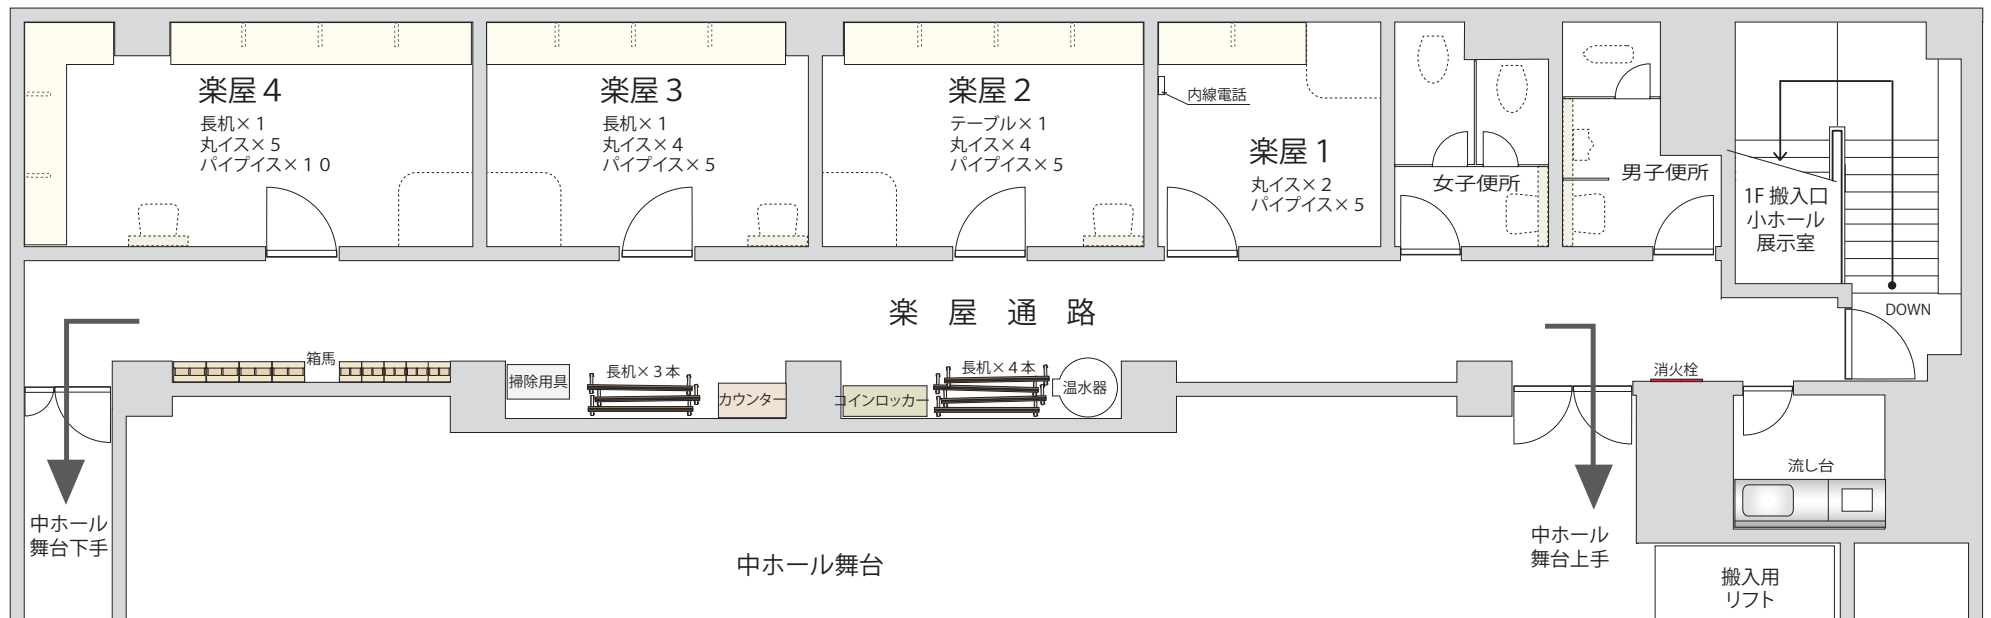 楽屋４
長机×１
丸イス×５
パイプイス×１０
楽屋３
長机×１
丸イス×４
パイプイス×５
楽屋２
テーブル×１
丸イス×４
パイプイス×５
内線電話
楽屋１
丸イス×２
パイプイス×５
女子便所
男子便所
1F 搬入口
小ホール
展示室
DOWN
楽屋通路
箱馬
掃除用具
長机×３本
カウンター
コインロッカー
長机×４本
温水器
消火栓
流し台
中ホール
舞台下手
中ホール舞台
中ホール
舞台上手
搬入用
リフト